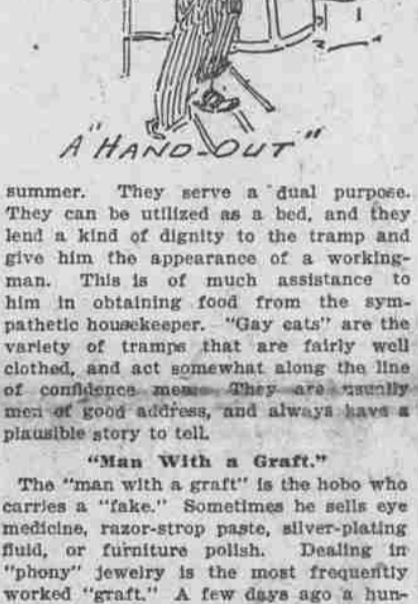 A "HAND-OUT"
summer. They serve a dual purpose.
They can be utilized as a bed, and they
lend a kind of dignity to the tramp and
give him the appearance of a working-
man. This is of much assistance to
him in obtaining food from the sym-
pathetic housekeeper. "Gay cats" are the
variety of tramps that are fairly well
clothed, and act somewhat along the line
of confidence men. They are usually
men of good address, and always have a
plausible story to tell.
"Man With a Graft."
The "man with a graft" is the hobo who
carries a "fake." Sometimes he sells eye
medicine, razor-strop paste, silver-plating
fluid, or furniture polish. Dealing in
"phony" jewelry is the most frequently
worked "graft." A few days ago a hun-